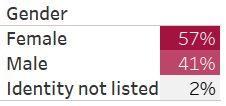 Gender
Female 57%
Male 41%
Identity not listed 2%